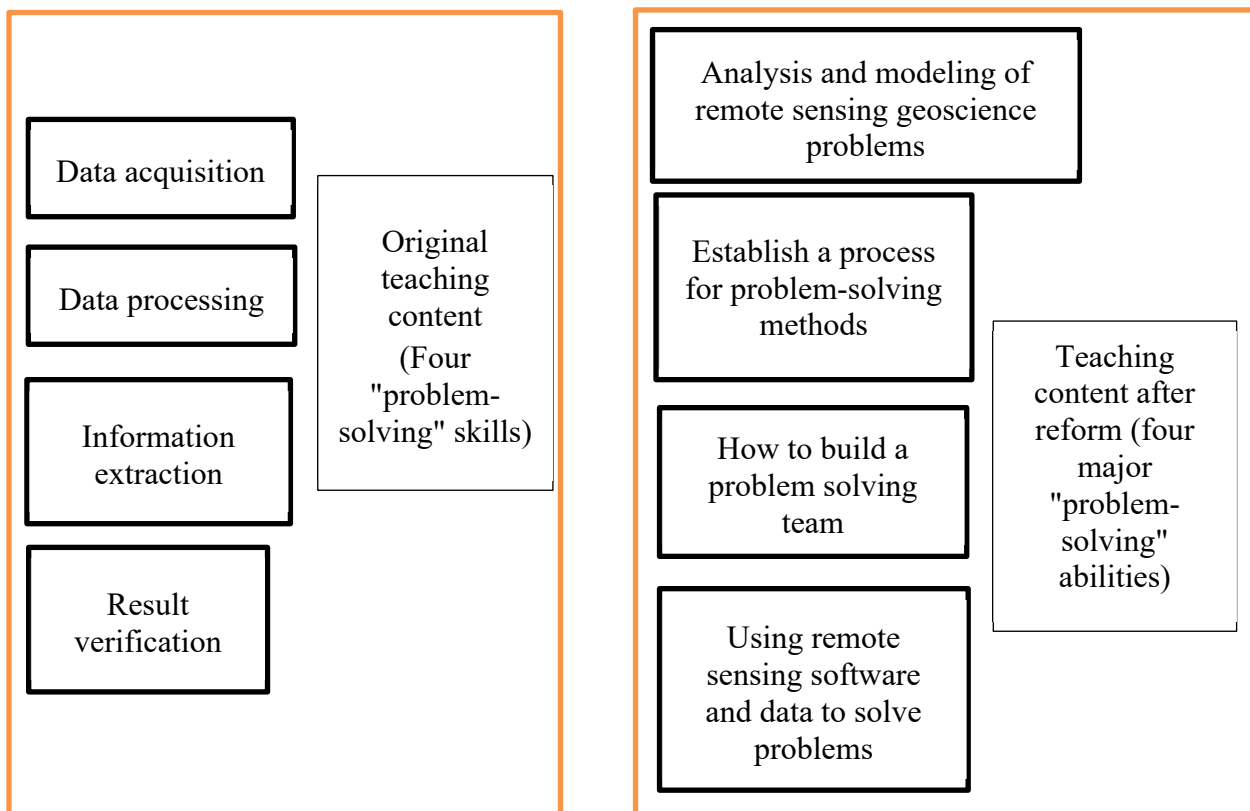 Data acquisition
Data processing
Information
extraction
Result
verification
Original
teaching
content
(Four
"problem-
solving" skills)
Analysis and modeling of
remote sensing geoscience
problems
Establish a process
for problem-solving
methods
How to build a
problem solving
team
Using remote
sensing software
and data to solve
problems
Teaching
content after
reform (four
major
"problem-
solving"
abilities)